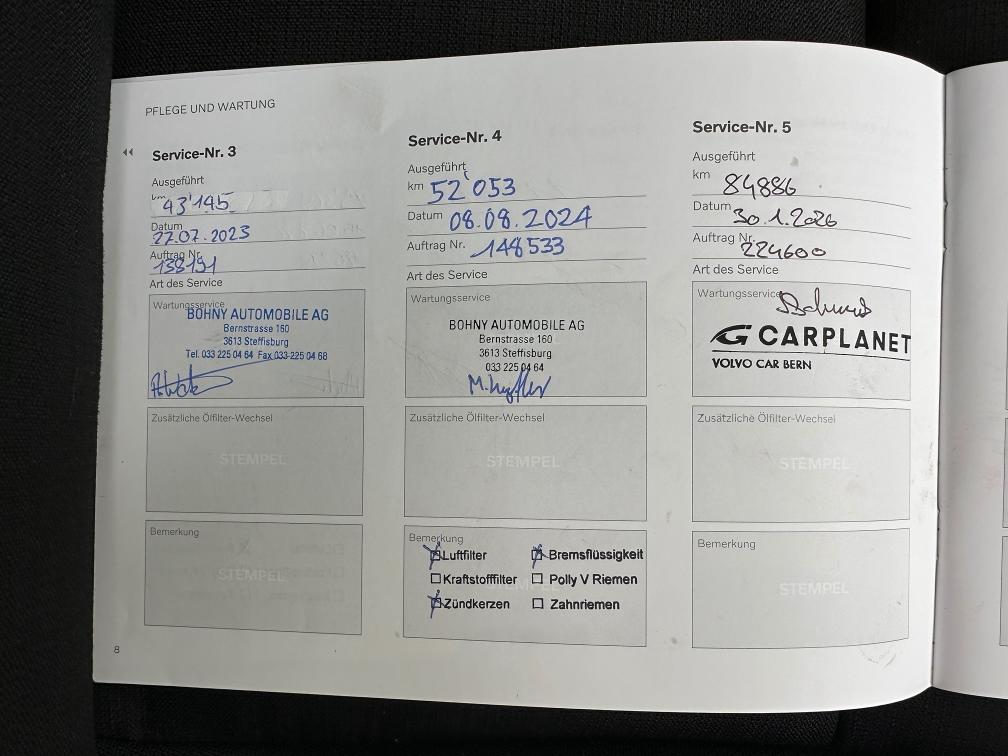 PFLEGE UND WARTUNG
Service-Nr. 3
Ausgeführt
km 43'145
Datum 27.07.2023
Auftrag Nr. 138191
Art des Service
Wartungsservice
BÖHNY AUTOMOBILE AG
Bernstrasse 160
3613 Steffisburg
Tel. 033 225 04 64 Fax 033 225 04 68
Zusätzliche Ölfilter-Wechsel
STEMPEL
Bemerkung
STEMPEL
Service-Nr. 4
Ausgeführt
km 52'053
Datum 08.08.2024
Auftrag Nr. 148533
Art des Service
Wartungsservice
BÖHNY AUTOMOBILE AG
Bernstrasse 160
3613 Steffisburg
033 225 04 64
Zusätzliche Ölfilter-Wechsel
STEMPEL
Bemerkung
Luftfilter Bremsflüssigkeit
Kraftstofffilter Polly V Riemen
Zündkerzen Zahnriemen
Service-Nr. 5
Ausgeführt
km 84886
Datum 30.1.2026
Auftrag Nr. 224600
Art des Service
Wartungsservice
CARPLANET
VOLVO CAR BERN
Zusätzliche Ölfilter-Wechsel
STEMPEL
Bemerkung
STEMPEL
8